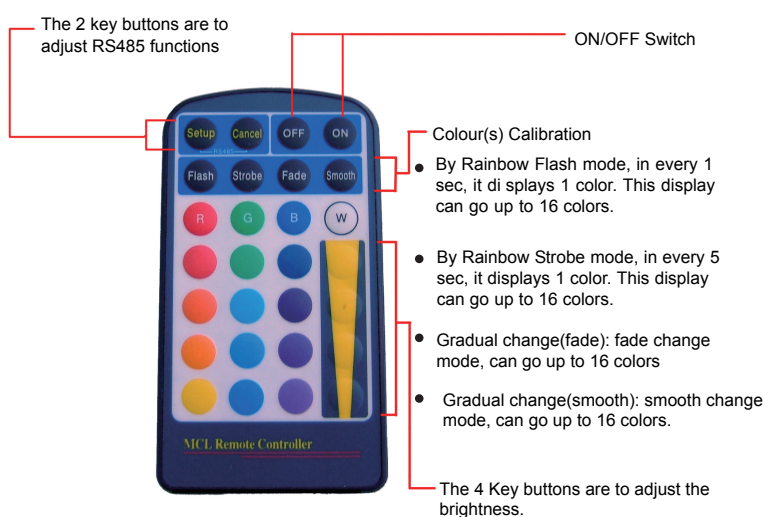 The 2 key buttons are to
adjust RS485 functions
ON/OFF Switch
Setup Cancel OFF ON
RS485
Flash Strobe Fade Smooth
R G B W
MCL Remote Controller
Colour(s) Calibration
● By Rainbow Flash mode, in every 1
sec, it di splays 1 color. This display
can go up to 16 colors.
● By Rainbow Strobe mode, in every 5
sec, it displays 1 color. This display
can go up to 16 colors.
● Gradual change(fade): fade change
mode, can go up to 16 colors
● Gradual change(smooth): smooth change
mode, can go up to 16 colors.
The 4 Key buttons are to adjust the
brightness.